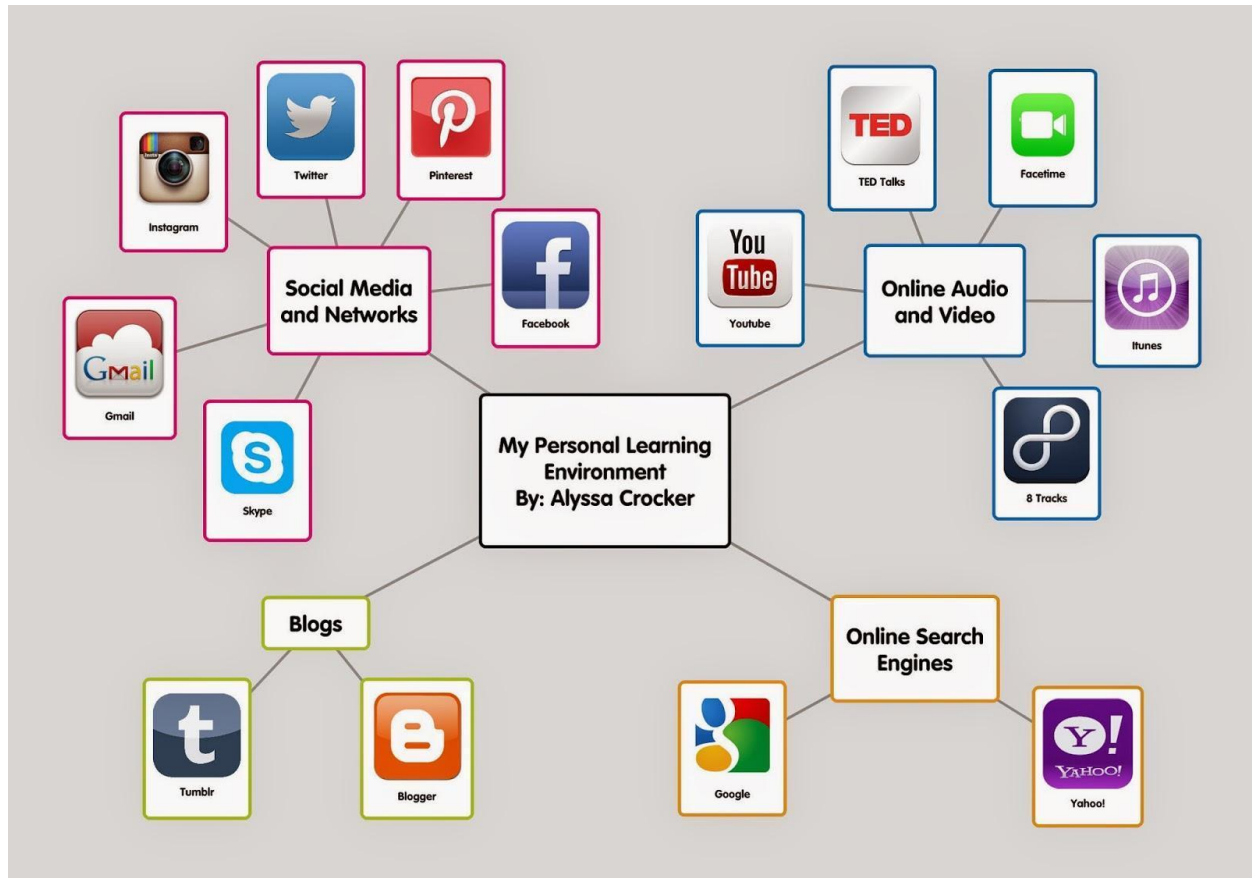 Twitter
Pinterest
Instagram
Social Media
and Networks
Facebook
Gmail
Gmail
S
Skype
TED
TED Talks
Facetime
You
Tube
Youtube
Online Audio
and Video
Itunes
8 Tracks
My Personal Learning
Environment
By: Alyssa Crocker
Blogs
t
Tumblr
B
Blogger
Online Search
Engines
g
Google
Y!
YAHOO!
Yahoo!